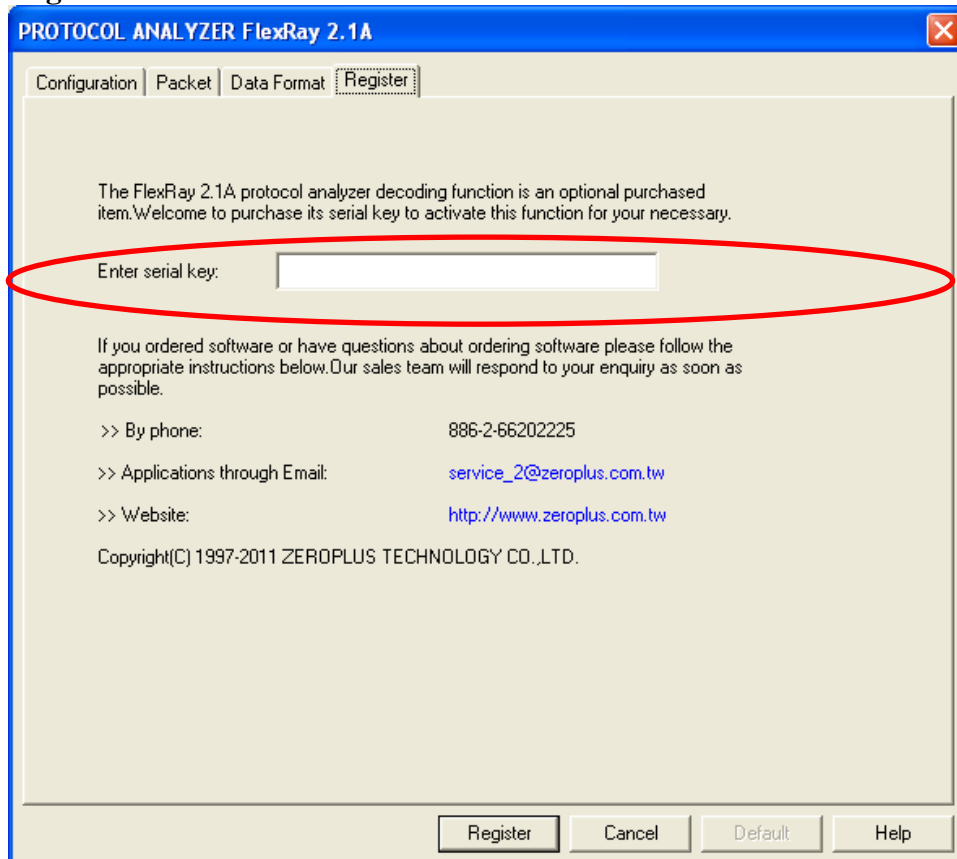 PROTOCOL ANALYZER FlexRay 2.1A
Configuration Packet Data Format Register
The FlexRay 2.1A protocol analyzer decoding function is an optional purchased
item.Welcome to purchase its serial key to activate this function for your necessary.
Enter serial key:
If you ordered software or have questions about ordering software please follow the
appropriate instructions below.Our sales team will respond to your enquiry as soon as
possible.
>> By phone: 886-2-66202225
>> Applications through Email: service_2@zeroplus.com.tw
>> Website: http://www.zeroplus.com.tw
Copyright(C) 1997-2011 ZEROPLUS TECHNOLOGY CO.,LTD.
Register Cancel Default Help